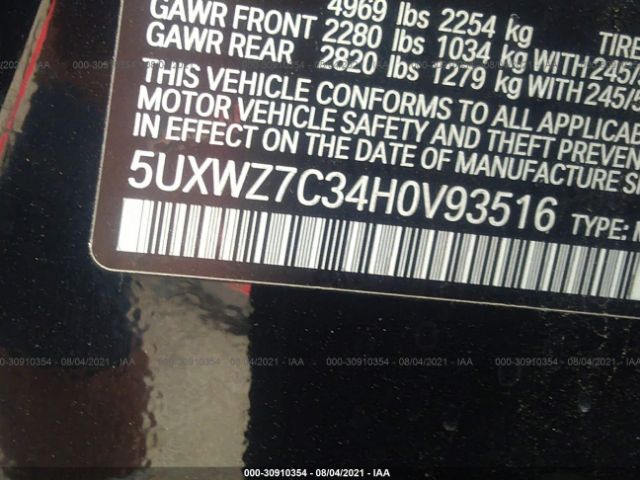 4969 lbs 2254 kg
GAWR FRONT 2280 lbs 1034 kg WITH 245
TIRE
GAWR REAR 2820 lbs 1279 kg WITH 245/
THIS VEHICLE CONFORMS TO ALL APPLICA
MOTOR VEHICLE SAFETY AND THEFT PREVEN
IN EFFECT ON THE DATE OF MANUFACTURE S
5UXWZ7C34H0V93516 TYPE:
000-30910354 - 08/04/2021 - IAA